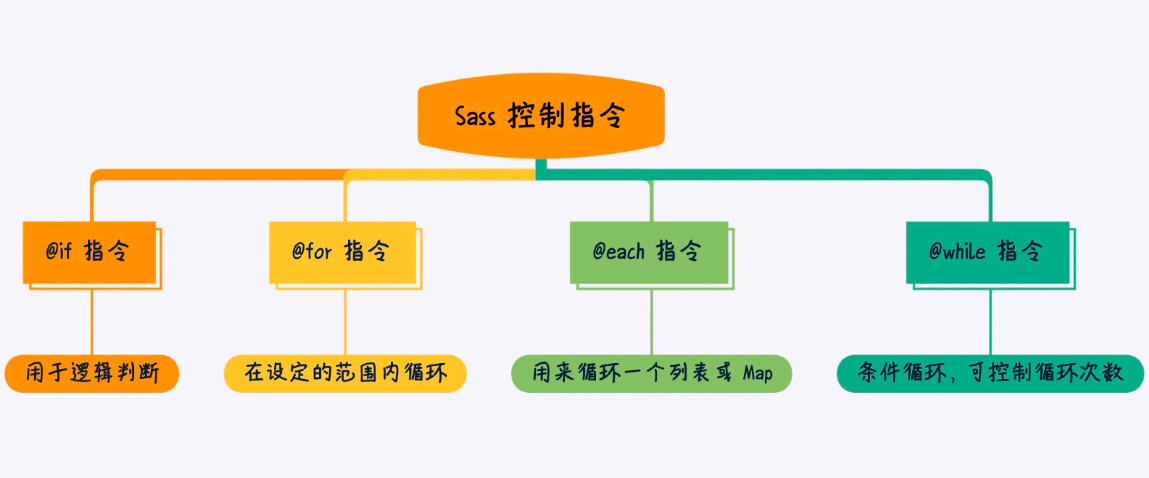 Sass 控制指令
@if 指令
@for 指令
@each 指令
@while 指令
用于逻辑判断
在设定的范围内循环
用来循环一个列表或 Map
条件循环，可控制循环次数